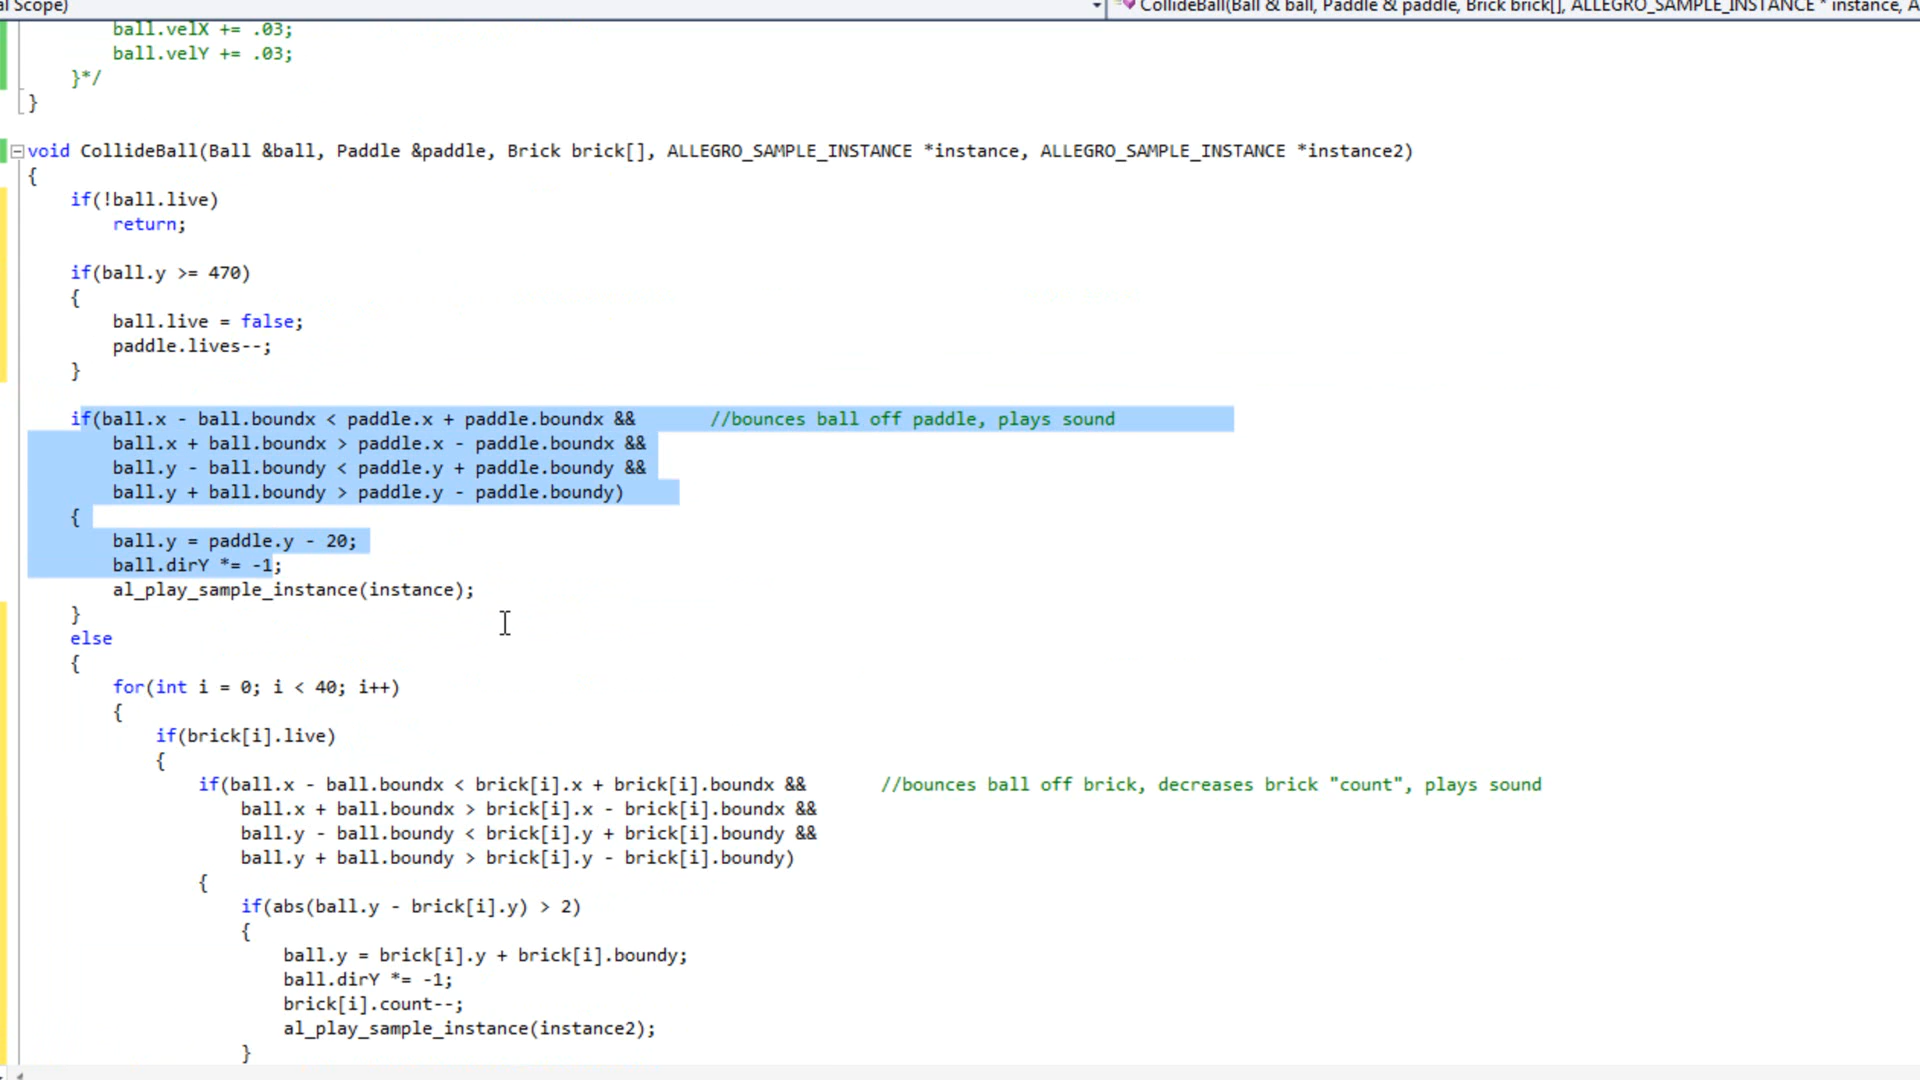 al Scope)
CollideBall(Ball & ball, Paddle & paddle, Brick brick[], ALLEGRO_SAMPLE_INSTANCE * instance, A
ball.velX += .03;
ball.velY += .03;
}*/
}
void CollideBall(Ball &ball, Paddle &paddle, Brick brick[], ALLEGRO_SAMPLE_INSTANCE *instance, ALLEGRO_SAMPLE_INSTANCE *instance2)
{
if(!ball.live)
return;
if(ball.y >= 470)
{
ball.live = false;
paddle.lives--;
}
if(ball.x - ball.boundx < paddle.x + paddle.boundx && //bounces ball off paddle, plays sound
ball.x + ball.boundx > paddle.x - paddle.boundx &&
ball.y - ball.boundy < paddle.y + paddle.boundy &&
ball.y + ball.boundy > paddle.y - paddle.boundy)
{
ball.y = paddle.y - 20;
ball.dirY *= -1;
al_play_sample_instance(instance);
}
else
{
for(int i = 0; i < 40; i++)
{
if(brick[i].live)
{
if(ball.x - ball.boundx < brick[i].x + brick[i].boundx && //bounces ball off brick, decreases brick "count", plays sound
ball.x + ball.boundx > brick[i].x - brick[i].boundx &&
ball.y - ball.boundy < brick[i].y + brick[i].boundy &&
ball.y + ball.boundy > brick[i].y - brick[i].boundy)
{
if(abs(ball.y - brick[i].y) > 2)
{
ball.y = brick[i].y + brick[i].boundy;
ball.dirY *= -1;
brick[i].count--;
al_play_sample_instance(instance2);
}